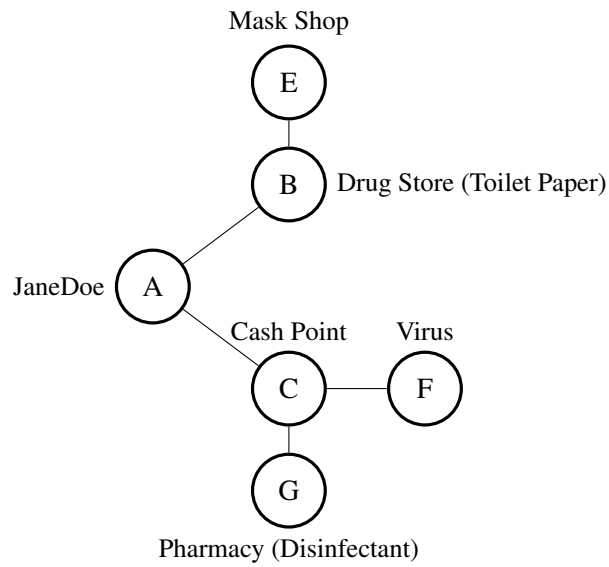 Mask Shop
E
B
Drug Store (Toilet Paper)
JaneDoe
A
Cash Point
Virus
C
F
G
Pharmacy (Disinfectant)